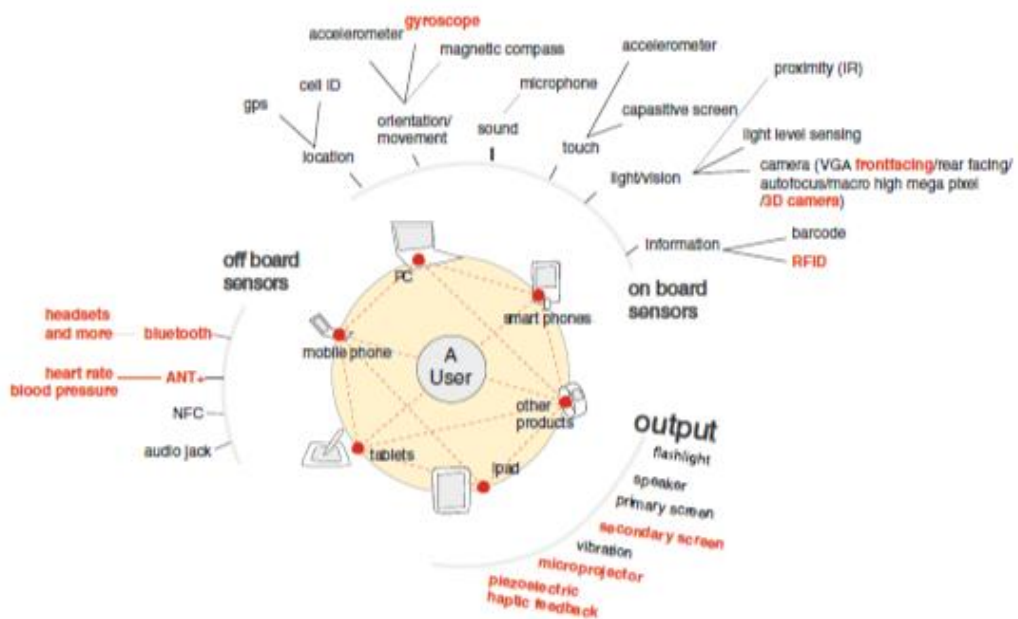 gyroscope
accelerometer
magnetic compass
accelerometer
proximity (IR)
cell ID
microphone
gps
capasitive screen
orientation/
movement
sound
light level sensing
location
touch
light/vision
camera (VGA frontfacing/rear facing/
autofocus/macro high mega pixel
/3D camera)
barcode
information
RFID
off board
sensors
on board
sensors
PC
smart phones
headsets
and more
bluetooth
mobile phone
A
User
heart rate
blood pressure
ANT+
NFC
other
products
audio jack
tablets
Ipad
output
flashlight
speaker
primary screen
secondary screen
vibration
microprojector
piezoelectric
haptic feedback